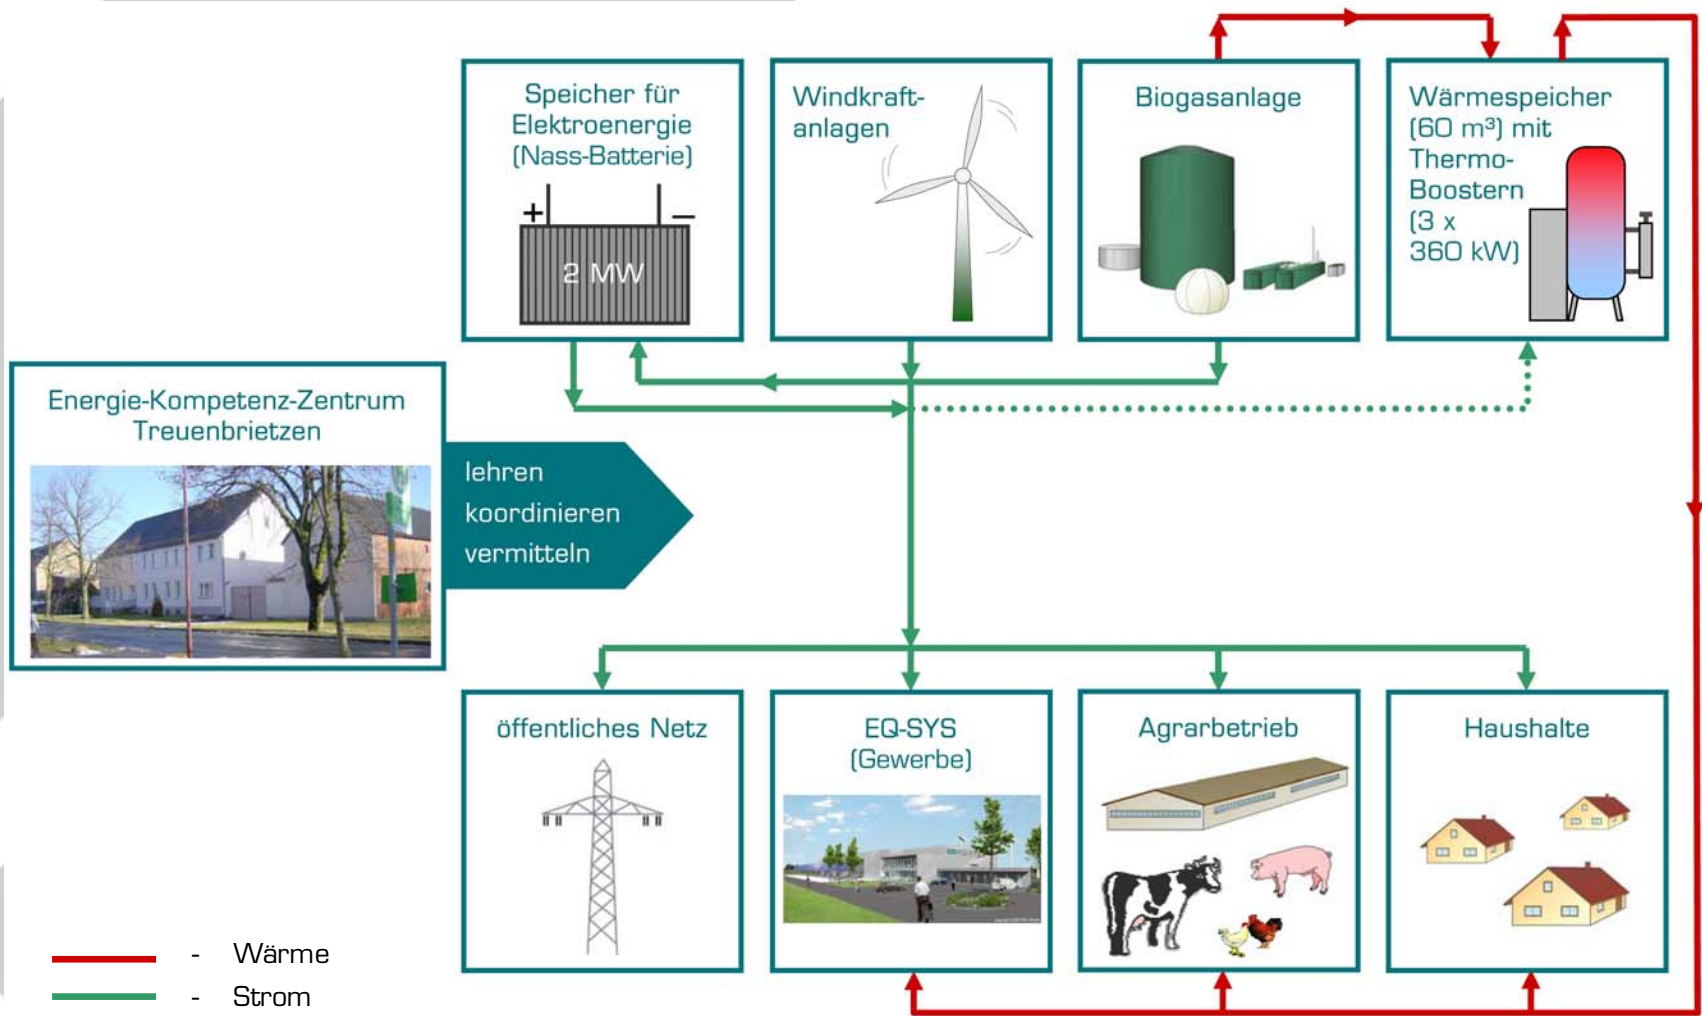 Speicher für
Elektroenergie
(Nass-Batterie)
+
–
2 MW
Windkraft-
anlagen
Biogasanlage
Wärmespeicher
(60 m³) mit
Thermo-
Boostern
(3 x
360 kW)
Energie-Kompetenz-Zentrum
Treuenbrietzen
lehren
koordinieren
vermitteln
öffentliches Netz
EQ-SYS
(Gewerbe)
Agrarbetrieb
Haushalte
- Wärme
- Strom